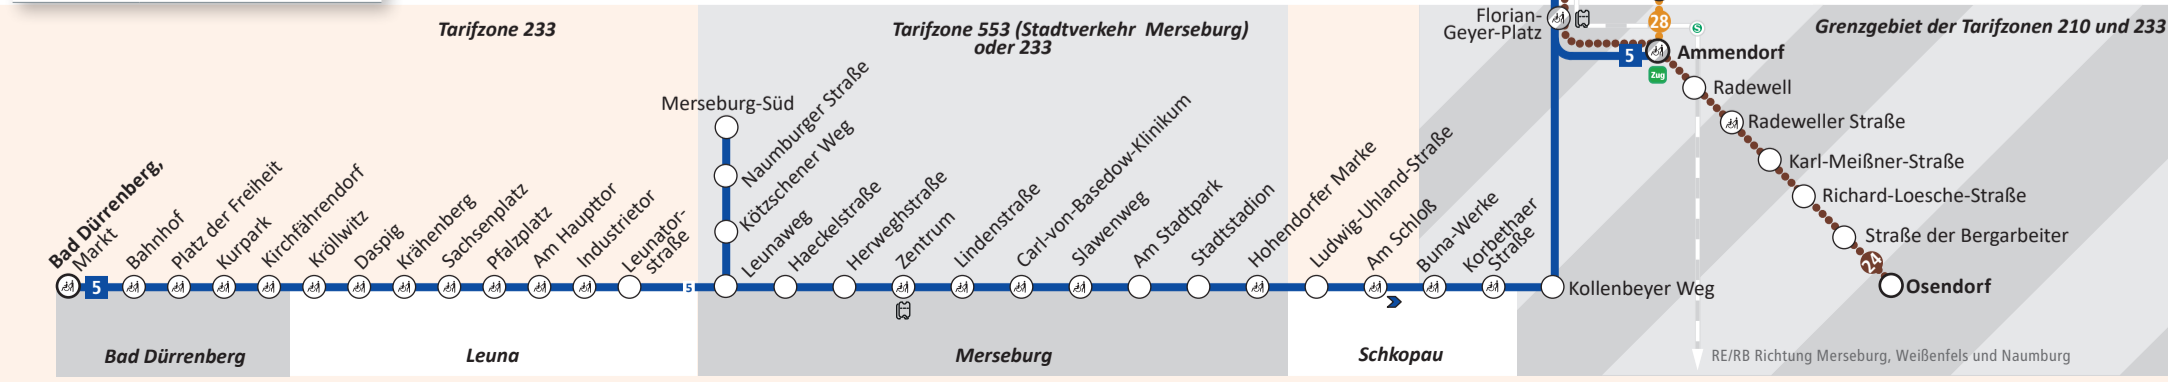 Tarifzone 233
Tarifzone 553 (Stadtverkehr Merseburg)
oder 233
Grenzgebiet der Tarifzonen 210 und 233
Florian-
Geyer-Platz
28
S
5
Ammendorf
Zug
Radewell
Radeweller Straße
Karl-Meißner-Straße
Richard-Loesche-Straße
Straße der Bergarbeiter
24
Osendorf
Merseburg-Süd
Naumburger Straße
Kötzschener Weg
Bad Dürrenberg,
Markt
5
Bahnhof
Platz der Freiheit
Kurpark
Kirchfährendorf
Kröllwitz
Daspig
Krähenberg
Sachsenplatz
Pfalzplatz
Am Haupttor
Industrietor
Leunator-
straße
5
Leunaweg
Haeckelstraße
Herweghstraße
Zentrum
Lindenstraße
Carl-von-Basedow-Klinikum
Slawenweg
Am Stadtpark
Stadtstadion
Hohendorfer Marke
Ludwig-Uhland-Straße
Am Schloß
Buna-Werke
Korbethaer
Straße
Kollenbeyer Weg
Bad Dürrenberg
Leuna
Merseburg
Schkopau
RE/RB Richtung Merseburg, Weißenfels und Naumburg